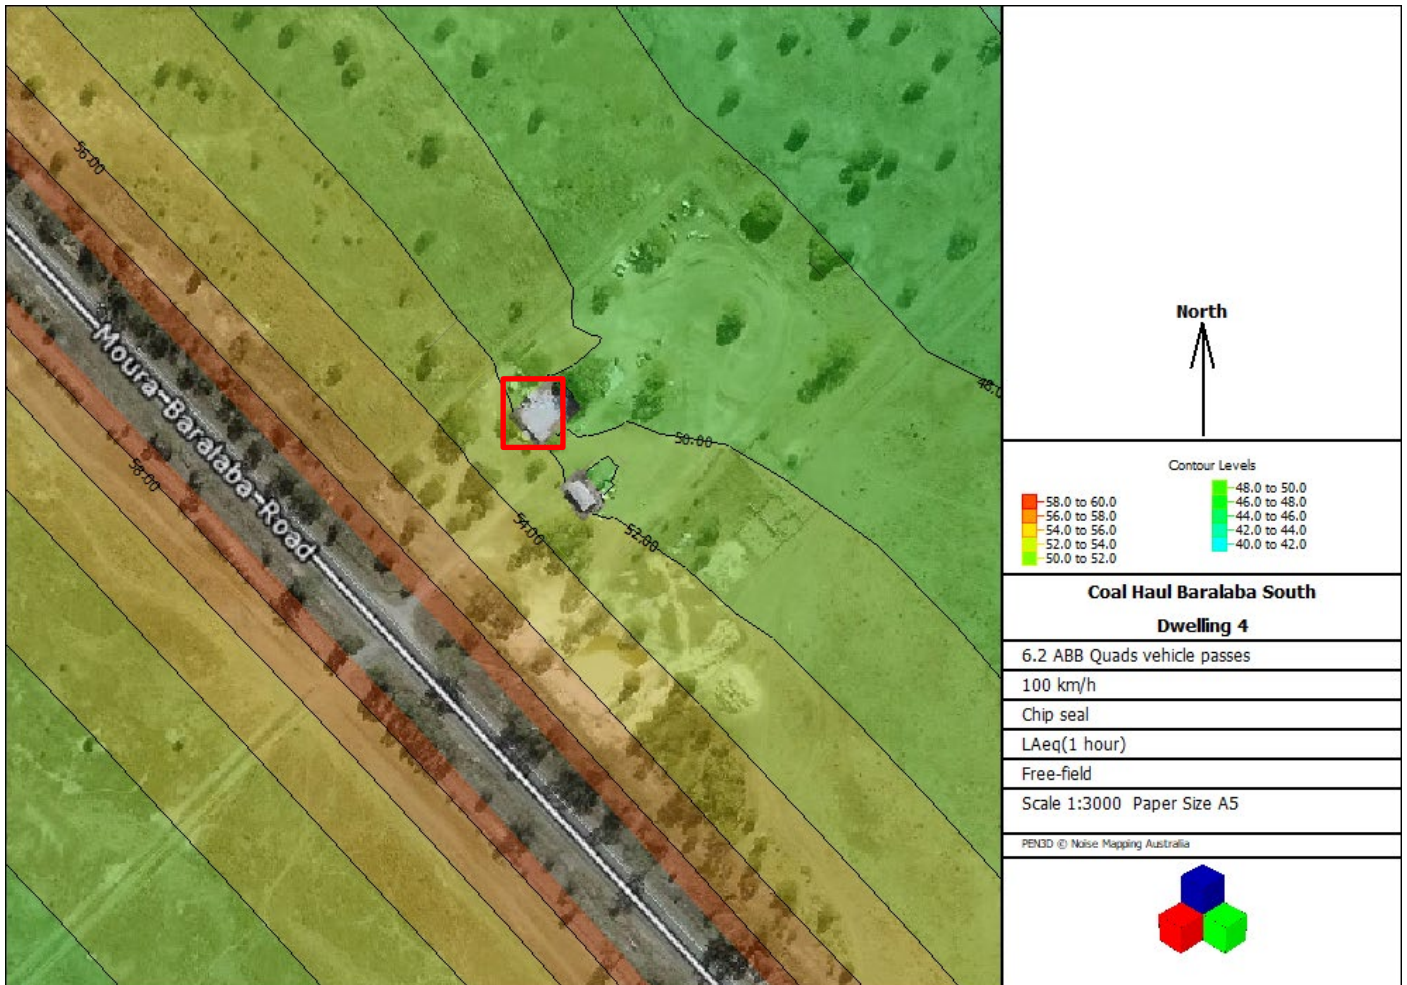 56.00
Moura-Baralaba-Road
58.00
54.00
52.00
50.00
48.0
North
Contour Levels
58.0 to 60.0
56.0 to 58.0
54.0 to 56.0
52.0 to 54.0
50.0 to 52.0
48.0 to 50.0
46.0 to 48.0
44.0 to 46.0
42.0 to 44.0
40.0 to 42.0
Coal Haul Baralaba South
Dwelling 4
6.2 ABB Quads vehicle passes
100 km/h
Chip seal
LAeq(1 hour)
Free-field
Scale 1:3000 Paper Size A5
PEN3D © Noise Mapping Australia